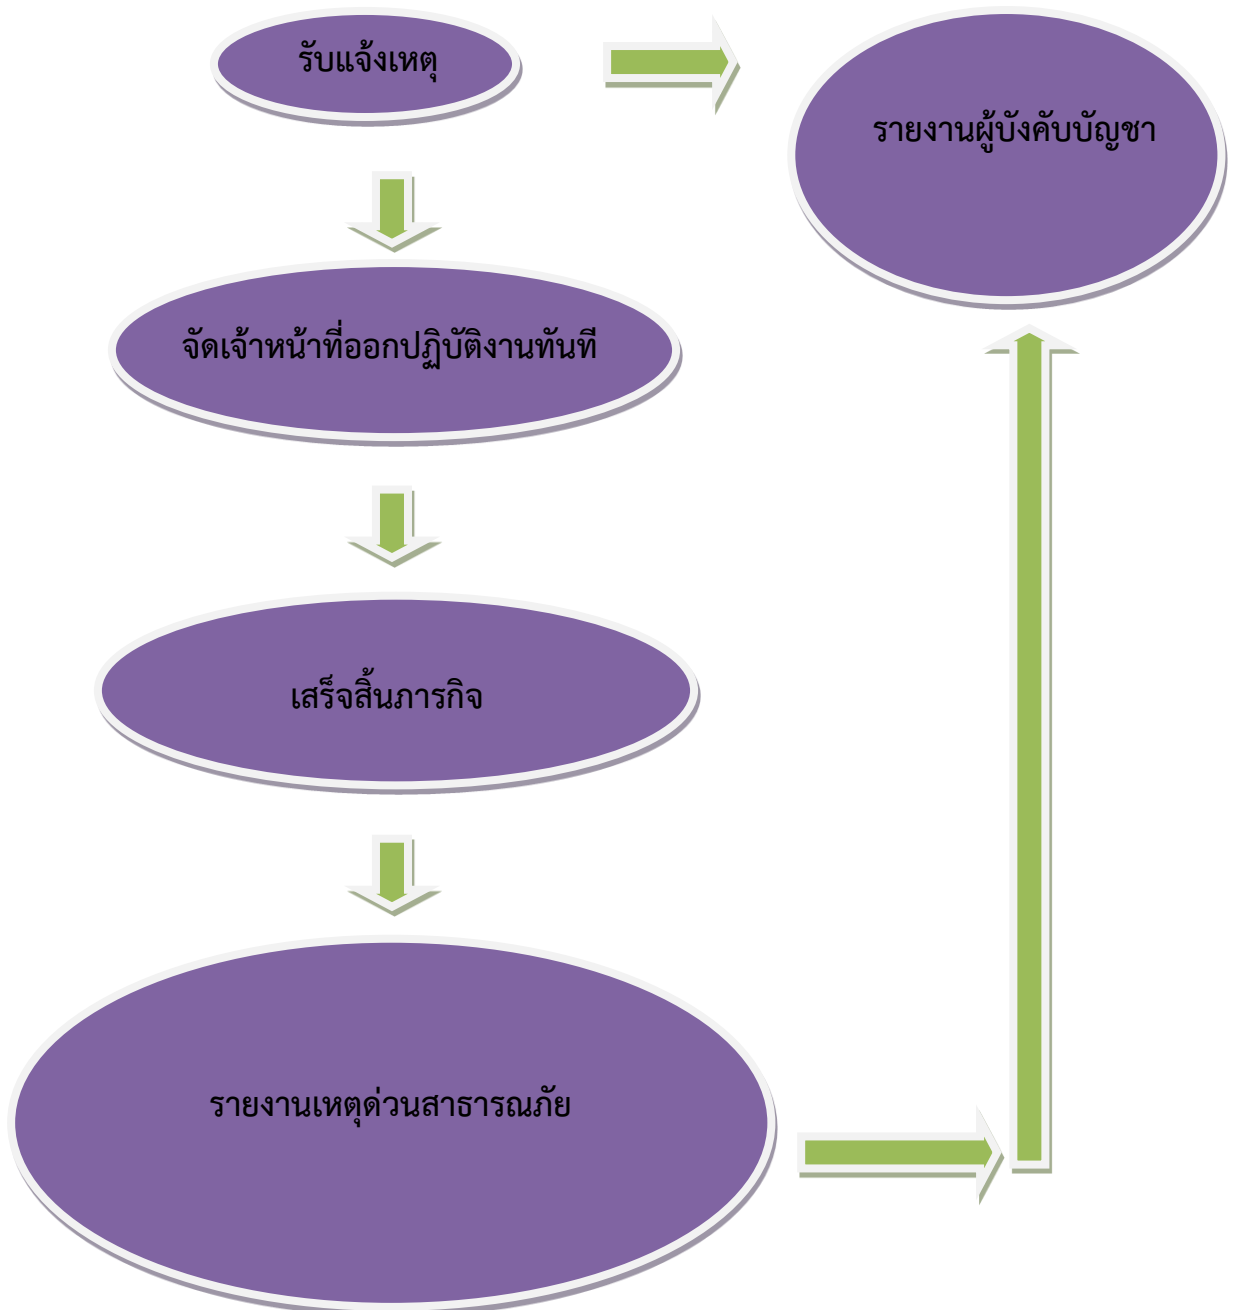 รับแจ้งเหตุ
รายงานผู้บังคับบัญชา
จัดเจ้าหน้าที่ออกปฏิบัติงานทันที
เสร็จสิ้นภารกิจ
รายงานเหตุด่วนสาธารณภัย